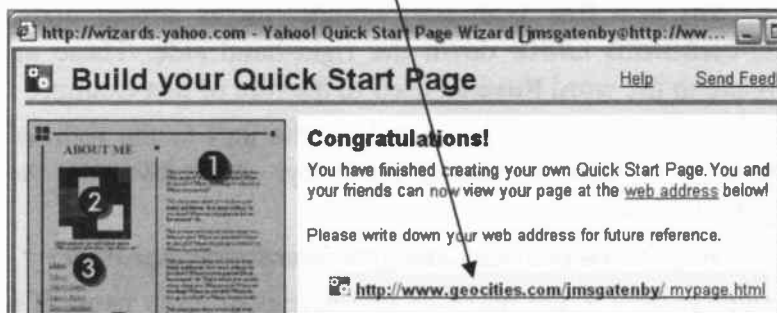 http://wizards.yahoo.com - Yahoo! Quick Start Page Wizard [jmsgatenby@http://ww...
Build your Quick Start Page
Help
Send Feed
ABOUT ME
1
2
3
Congratulations!
You have finished creating your own Quick Start Page. You and
your friends can now view your page at the web address below!
Please write down your web address for future reference.
http://www.geocities.com/jmsgatenby/ mypage.html